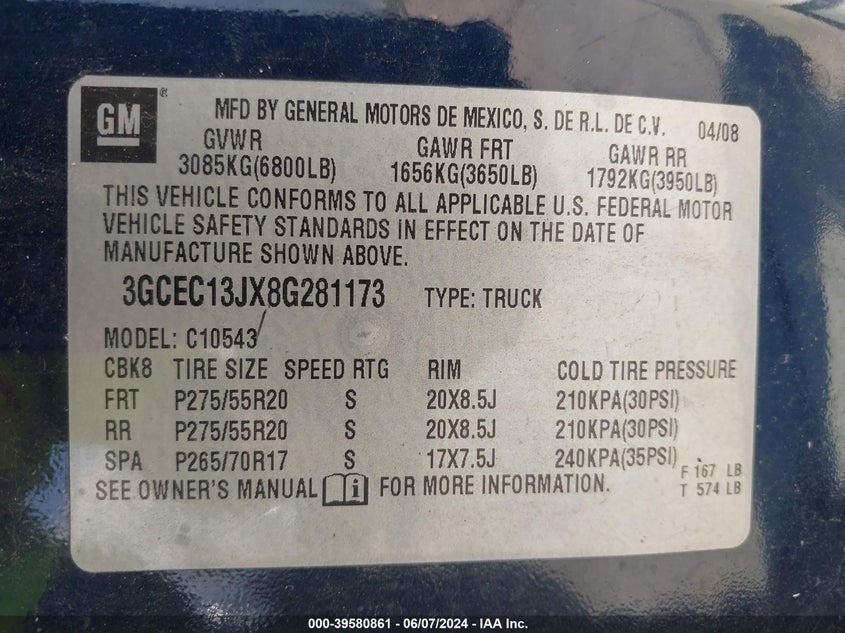 GM ® MFD BY GENERAL MOTORS DE MEXICO, S. DE R.L. DE C.V. 04/08
GVWR GAWR FRT GAWR RR
3085KG(6800LB) 1656KG(3650LB) 1792KG(3950LB)
THIS VEHICLE CONFORMS TO ALL APPLICABLE U.S. FEDERAL MOTOR
VEHICLE SAFETY STANDARDS IN EFFECT ON THE DATE OF
MANUFACTURE SHOWN ABOVE.
3GCEC13JX8G281173 TYPE: TRUCK
MODEL: C10543
CBK8 TIRE SIZE SPEED RTG RIM COLD TIRE PRESSURE
FRT P275/55R20 S 20X8.5J 210KPA(30PSI)
RR P275/55R20 S 20X8.5J 210KPA(30PSI)
SPA P265/70R17 S 17X7.5J 240KPA(35PSI)
F 167 LB
SEE OWNER'S MANUAL i FOR MORE INFORMATION. T 574 LB
000-39580861 - 06/07/2024 - IAA Inc.